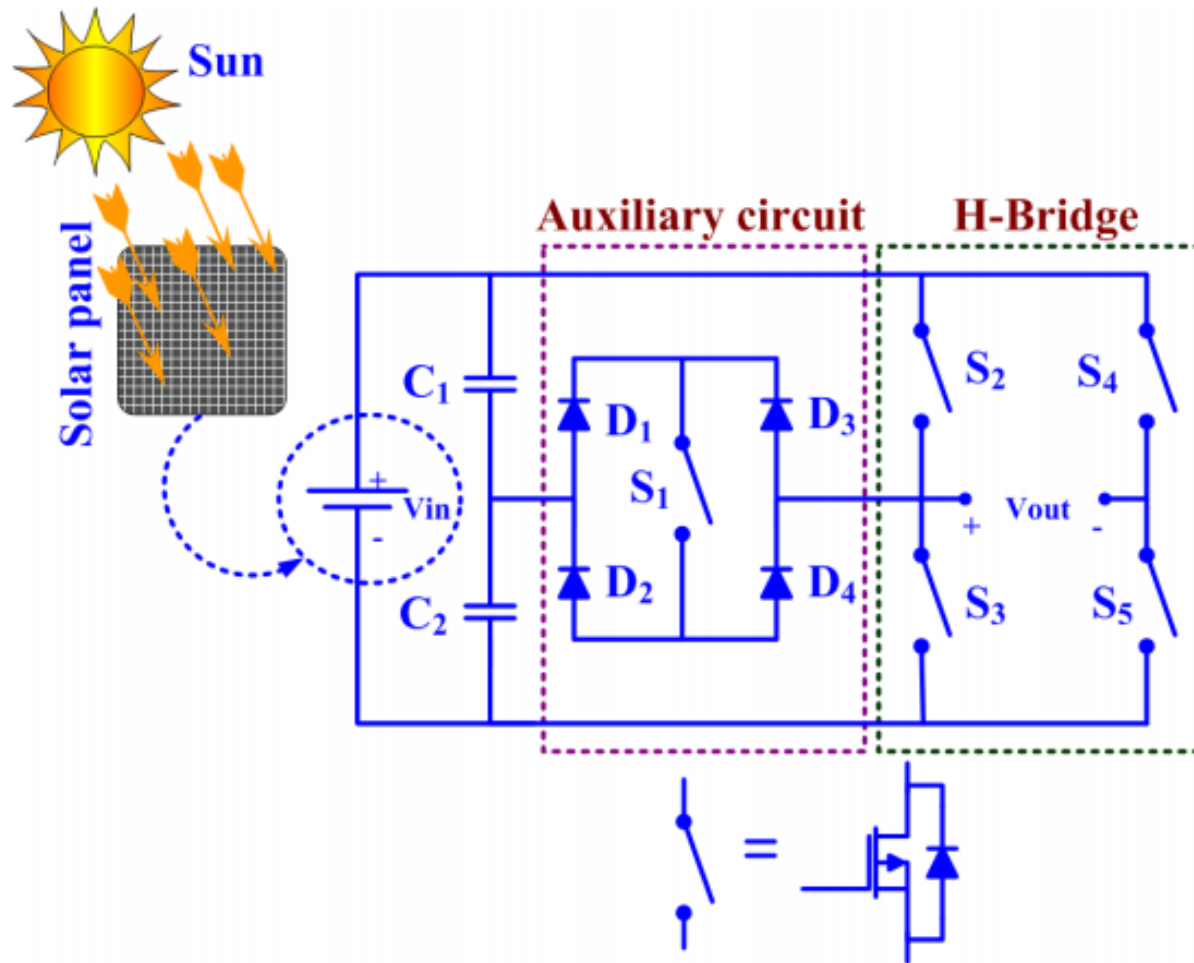 Sun
Solar panel
Auxiliary circuit
H-Bridge
C1
D1
D3
S1
S2
S4
+
Vin
-
+
Vout
-
C2
D2
D4
S3
S5
=